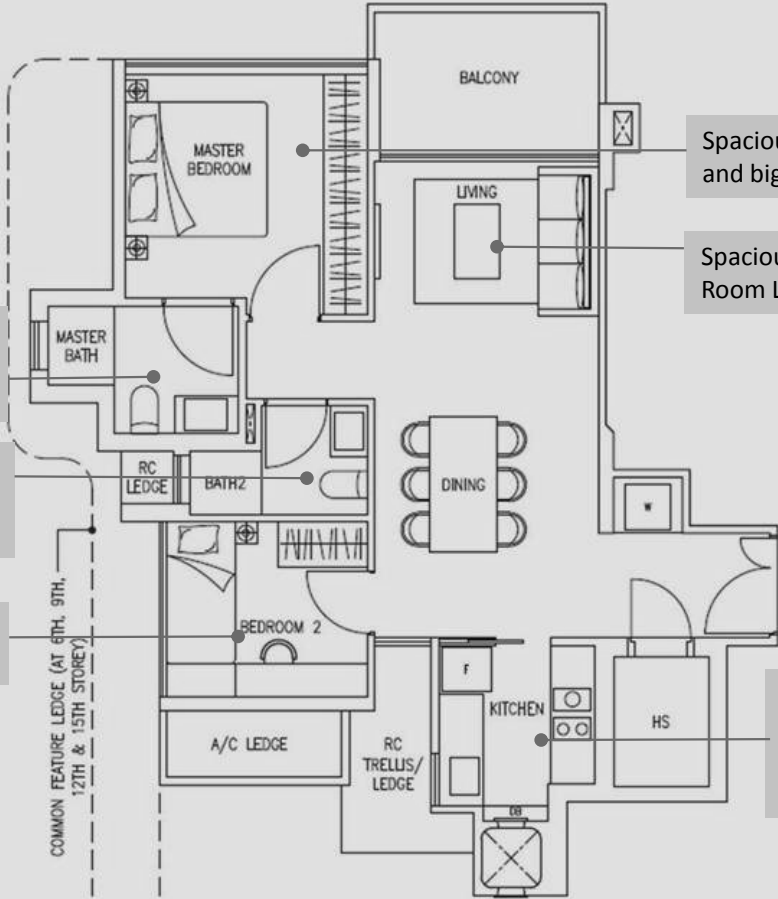 BALCONY
MASTER
BEDROOM
Spaciou
and big
LIVING
Spaciou
Room L
MASTER
BATH
RC
LEDGE
BATH2
DINING
W
BEDROOM 2
F
KITCHEN
HS
A/C LEDGE
RC
TRELLIS/
LEDGE
DB
COMMON FEATURE LEDGE (AT 6TH, 9TH,
12TH & 15TH STOREY)